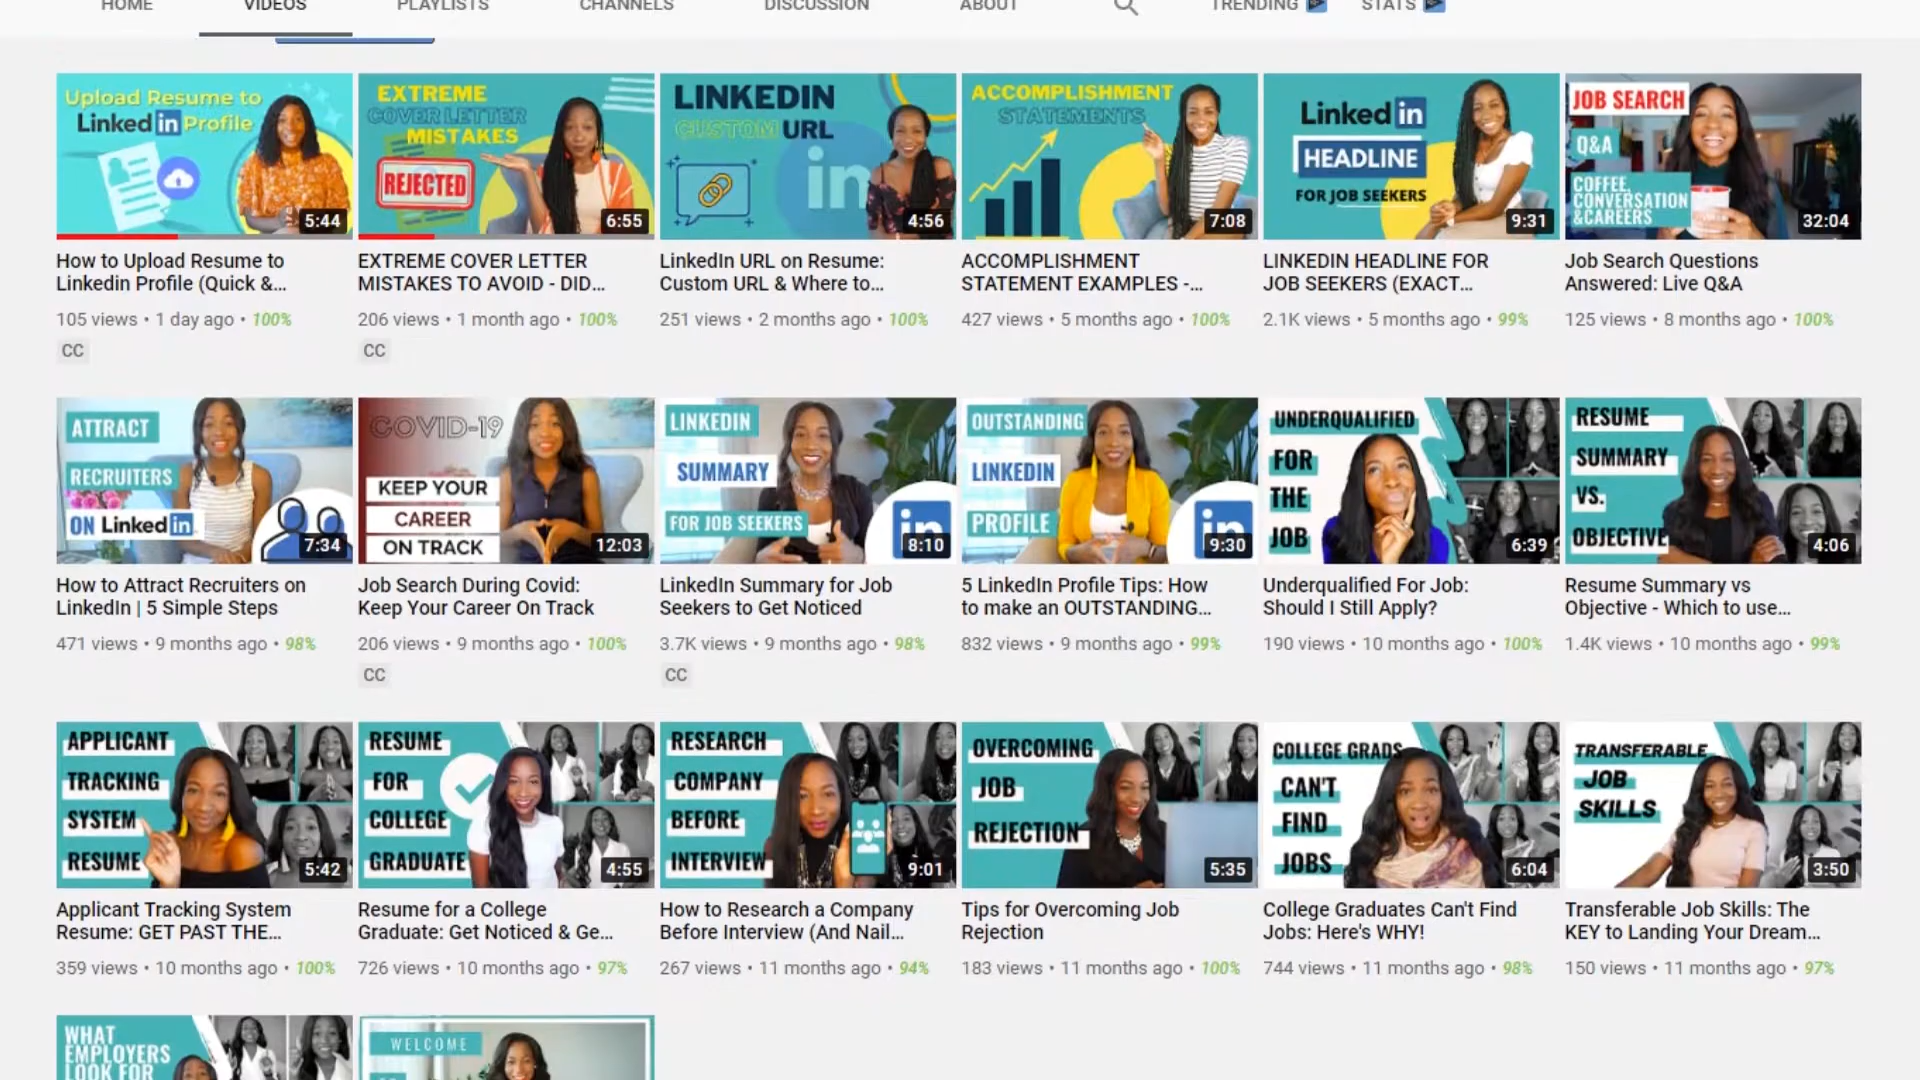 HOME VIDEOS PLAYLISTS CHANNELS DISCUSSION ABOUT TRENDING STATS
Upload Resume to
Linked in Profile
5:44
EXTREME
COVER LETTER
MISTAKES
REJECTED
6:55
LINKEDIN
CUSTOM URL
in
4:56
ACCOMPLISHMENT
STATEMENTS
7:08
Linked in
HEADLINE
FOR JOB SEEKERS
9:31
JOB SEARCH
Q&A
COFFEE,
CONVERSATION
&CAREERS
32:04
How to Upload Resume to
Linkedin Profile (Quick &...
105 views • 1 day ago • 100%
CC
EXTREME COVER LETTER
MISTAKES TO AVOID - DID...
206 views • 1 month ago • 100%
CC
LinkedIn URL on Resume:
Custom URL & Where to...
251 views • 2 months ago • 100%
ACCOMPLISHMENT
STATEMENT EXAMPLES -...
427 views • 5 months ago • 100%
LINKEDIN HEADLINE FOR
JOB SEEKERS (EXACT...
2.1K views • 5 months ago • 99%
Job Search Questions
Answered: Live Q&A
125 views • 8 months ago • 100%
ATTRACT
RECRUITERS
ON Linked in
7:34
COVID-19
KEEP YOUR
CAREER
ON TRACK
12:03
LINKEDIN
SUMMARY
FOR JOB SEEKERS
in
8:10
OUTSTANDING
LINKEDIN
PROFILE
in
9:30
UNDERQUALIFIED
FOR
THE
JOB
6:39
RESUME
SUMMARY
VS.
OBJECTIVE
4:06
How to Attract Recruiters on
LinkedIn | 5 Simple Steps
471 views • 9 months ago • 98%
Job Search During Covid:
Keep Your Career On Track
206 views • 9 months ago • 100%
CC
LinkedIn Summary for Job
Seekers to Get Noticed
3.7K views • 9 months ago • 98%
CC
5 LinkedIn Profile Tips: How
to make an OUTSTANDING...
832 views • 9 months ago • 99%
Underqualified For Job:
Should I Still Apply?
190 views • 10 months ago • 100%
Resume Summary vs
Objective - Which to use...
1.4K views • 10 months ago • 99%
APPLICANT
TRACKING
SYSTEM
RESUME
5:42
RESUME
FOR
COLLEGE
GRADUATE
4:55
RESEARCH
COMPANY
BEFORE
INTERVIEW
9:01
OVERCOMING
JOB
REJECTION
5:35
COLLEGE GRADS
CAN'T
FIND
JOBS
6:04
TRANSFERABLE
JOB
SKILLS
3:50
Applicant Tracking System
Resume: GET PAST THE...
359 views • 10 months ago • 100%
Resume for a College
Graduate: Get Noticed & Ge...
726 views • 10 months ago • 97%
How to Research a Company
Before Interview (And Nail...
267 views • 11 months ago • 94%
Tips for Overcoming Job
Rejection
183 views • 11 months ago • 100%
College Graduates Can't Find
Jobs: Here's WHY!
744 views • 11 months ago • 98%
Transferable Job Skills: The
KEY to Landing Your Dream...
150 views • 11 months ago • 97%
WHAT
EMPLOYERS
LOOK FOR
WELCOME